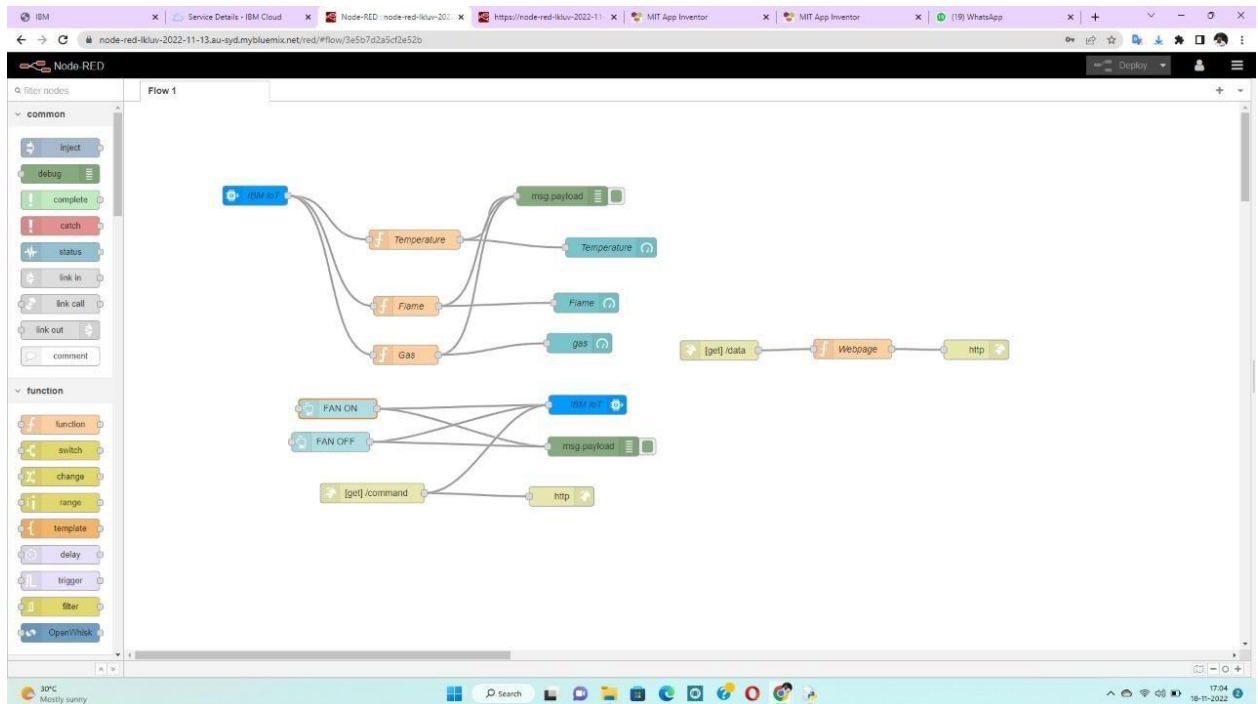 IBM
Service Details - IBM Cloud
Node-RED : node-red-lkluv-202
https://node-red-lkluv-2022-11
MIT App Inventor
MIT App Inventor
(19) WhatsApp
node-red-lkluv-2022-11-13.au-syd.mybluemix.net/red/#flow/3e5b7d2a5cf2e52b
Node-RED
Deploy
filter nodes
Flow 1
common
inject
debug
complete
catch
status
link in
link call
link out
comment
function
function
switch
change
range
template
delay
trigger
filter
OpenWhisk
IBM IoT
msg.payload
Temperature
Temperature
Flame
Flame
gas
Gas
[get] /data
Webpage
http
FAN ON
IBM IoT
FAN OFF
msg.payload
[get] /command
http
30°C
Mostly sunny
Search
17:04
18-11-2022
2